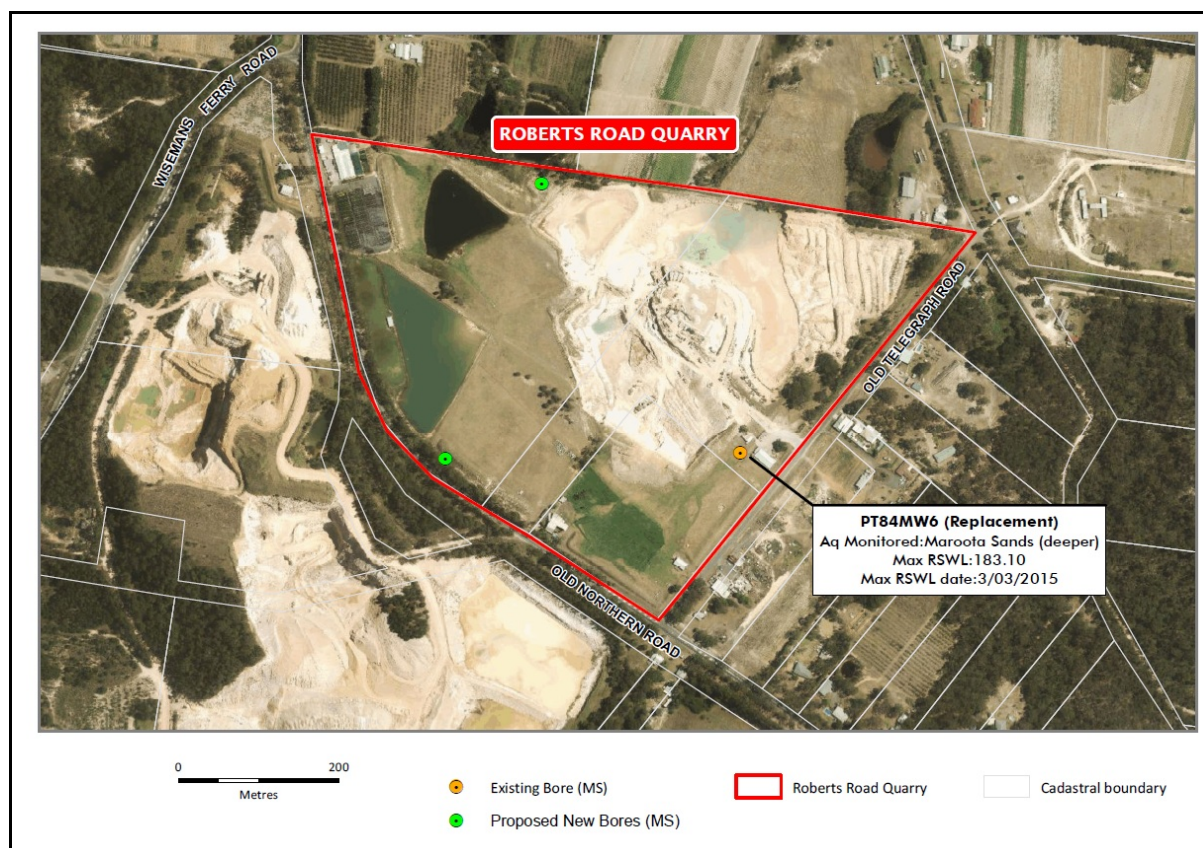 WISEMANS FERRY ROAD
ROBERTS ROAD QUARRY
OLD TELEGRAPH ROAD
PT84MW6 (Replacement)
Aq Monitored:Maroota Sands (deeper)
Max RSWL:183.10
Max RSWL date:3/03/2015
OLD NORTHERN ROAD
0 200
Metres
Existing Bore (MS)
Roberts Road Quarry
Cadastral boundary
Proposed New Bores (MS)